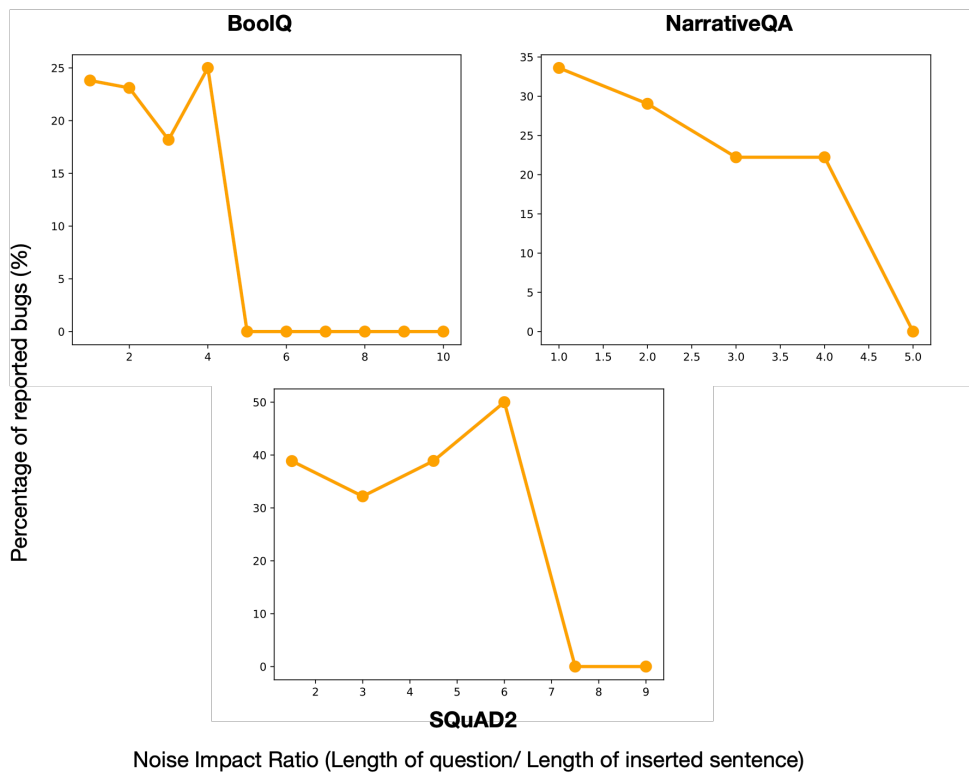 BoolQ
NarrativeQA
25
20
15
10
5
0
2 4 6 8 10
35
30
25
20
15
10
5
0
1.0 1.5 2.0 2.5 3.0 3.5 4.0 4.5 5.0
Percentage of reported bugs (%)
50
40
30
20
10
0
2 3 4 5 6 7 8 9
SQuAD2
Noise Impact Ratio (Length of question/ Length of inserted sentence)